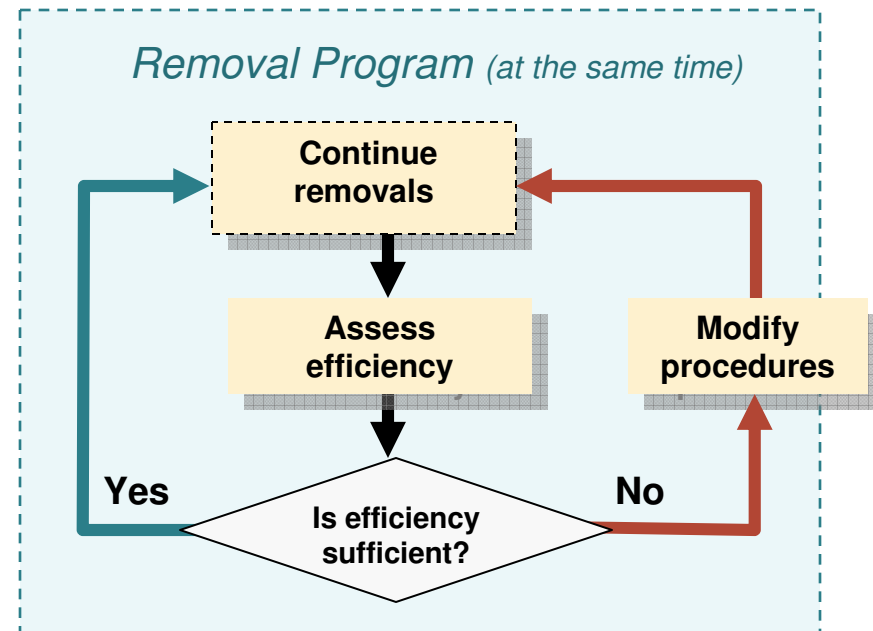 Removal Program (at the same time)
Continue
removals
Assess
efficiency
Modify
procedures
Yes
No
Is efficiency
sufficient?